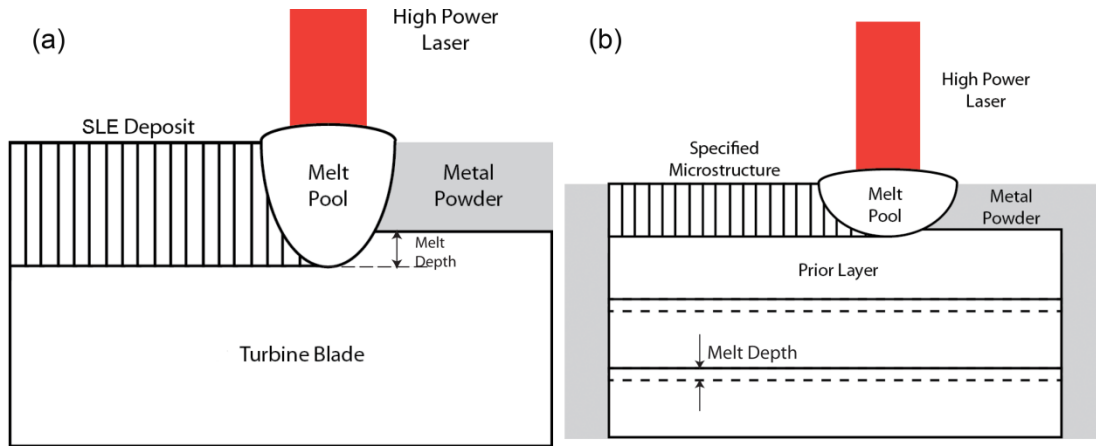 (a)
High Power
Laser
SLE Deposit
Melt
Pool
Metal
Powder
Melt
Depth
Turbine Blade
(b)
High Power
Laser
Specified
Microstructure
Melt
Pool
Metal
Powder
Prior Layer
Melt Depth